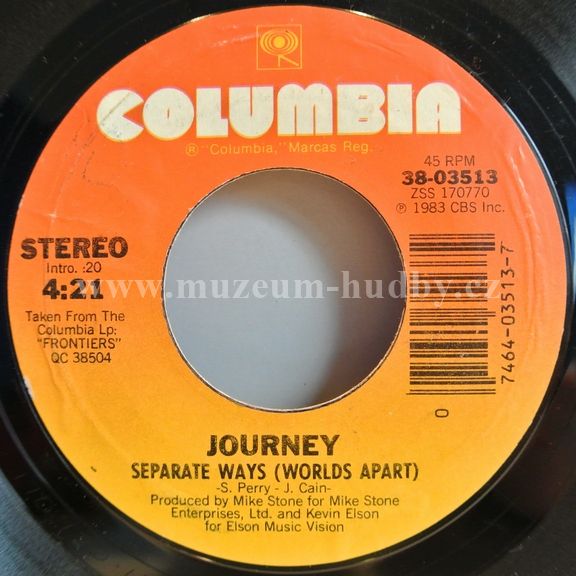 COLUMBIA
® "Columbia," Marcas Reg.
45 RPM
38-03513
ZSS 170770
℗ 1983 CBS Inc.
STEREO
Intro. :20
4:21
Taken From The
Columbia Lp:
"FRONTIERS"
QC 38504
www.muzeum-hudby.cz
7464-03513-7
O
JOURNEY
SEPARATE WAYS (WORLDS APART)
-S. Perry - J. Cain-
Produced by Mike Stone for Mike Stone
Enterprises, Ltd. and Kevin Elson
for Elson Music Vision